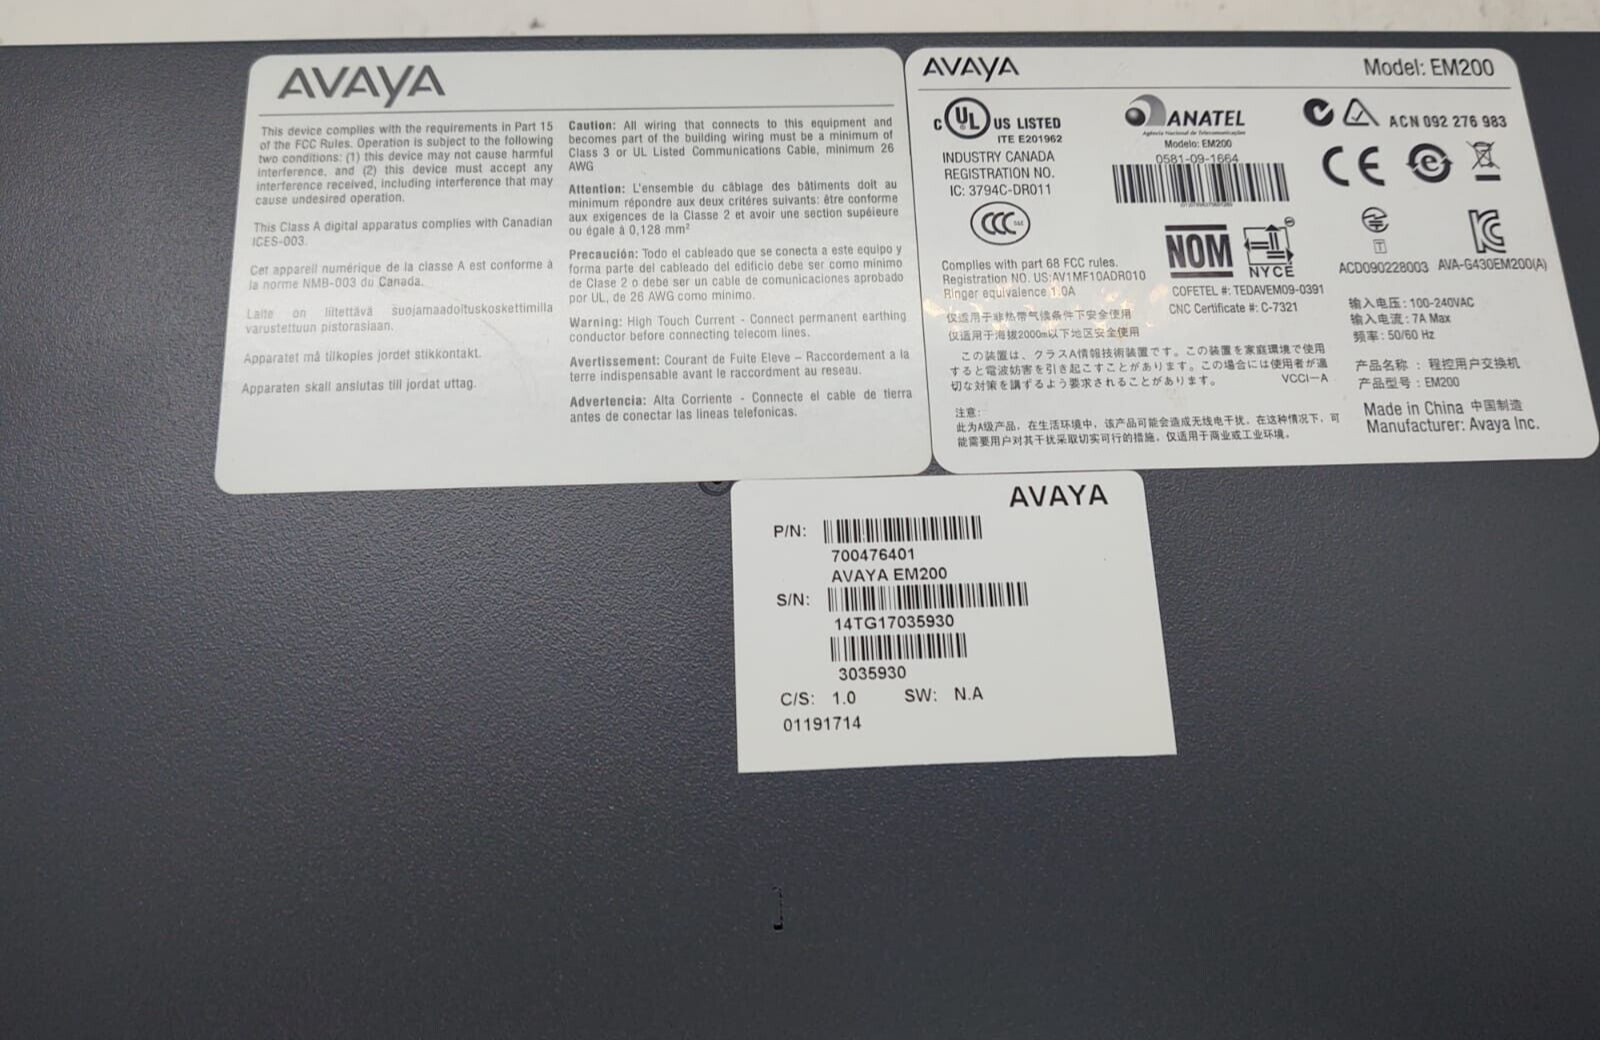 AVAYA
This device complies with the requirements in Part 15
of the FCC Rules. Operation is subject to the following
two conditions: (1) this device may not cause harmful
interference, and (2) this device must accept any
interference received, including interference that may
cause undesired operation.
This Class A digital apparatus complies with Canadian
ICES-003.
Cet appareil numérique de la classe A est conforme à
la norme NMB-003 du Canada.
Laite on liitettävä suojamaadoituskoskettimilla
varustettuun pistorasiaan.
Apparatet må tilkoples jordet stikkontakt.
Apparaten skall anslutas till jordat uttag.
Caution: All wiring that connects to this equipment and
becomes part of the building wiring must be a minimum of
Class 3 or UL Listed Communications Cable, minimum 26
AWG
Attention: L'ensemble du câblage des bâtiments doit au
minimum répondre aux deux critéres suivants: être conforme
aux exigences de la Classe 2 et avoir une section supéieure
ou égale à 0,128 mm²
Precaución: Todo el cableado que se conecta a este equipo y
forma parte del cableado del edificio debe ser como mínimo
de Clase 2 o debe ser un cable de comunicaciones aprobado
por UL, de 26 AWG como mínimo.
Warning: High Touch Current - Connect permanent earthing
conductor before connecting telecom lines.
Avertissement: Courant de Fuite Eleve – Raccordement a la
terre indispensable avant le raccordment au reseau.
Advertencia: Alta Corriente - Connecte el cable de tierra
antes de conectar las lineas telefonicas.
AVAYA
Model: EM200
C UL US LISTED
ITE E201962
INDUSTRY CANADA
REGISTRATION NO.
IC: 3794C-DR011
CCC
S&E
ANATEL
Agência Nacional de Telecomunicações
Modelo: EM200
0581-09-1664
ACN 092 276 983
CE
NOM
NYCE
COFETEL #: TEDAVEM09-0391
CNC Certificate #: C-7321
ACD090228003
AVA-G430EM200(A)
Complies with part 68 FCC rules.
Registration NO. US:AV1MF10ADR010
Ringer equivalence 1.0A
仅适用于非热带气候条件下安全使用
仅适用于海拔2000m以下地区安全使用
この装置は、クラスA情報技術装置です。この装置を家庭環境で使用
すると電波妨害を引き起こすことがあります。この場合には使用者が適
切な対策を講ずるよう要求されることがあります。 VCCI-A
注意:
此为A级产品，在生活环境中，该产品可能会造成无线电干扰，在这种情况下，可
能需要用户对其干扰采取切实可行的措施，仅适用于商业或工业环境。
输入电压: 100-240VAC
输入电流: 7A Max
频率: 50/60 Hz
产品名称 : 程控用户交换机
产品型号: EM200
Made in China 中国制造
Manufacturer: Avaya Inc.
AVAYA
P/N:
700476401
AVAYA EM200
S/N:
14TG17035930
3035930
C/S: 1.0 SW: N.A
01191714